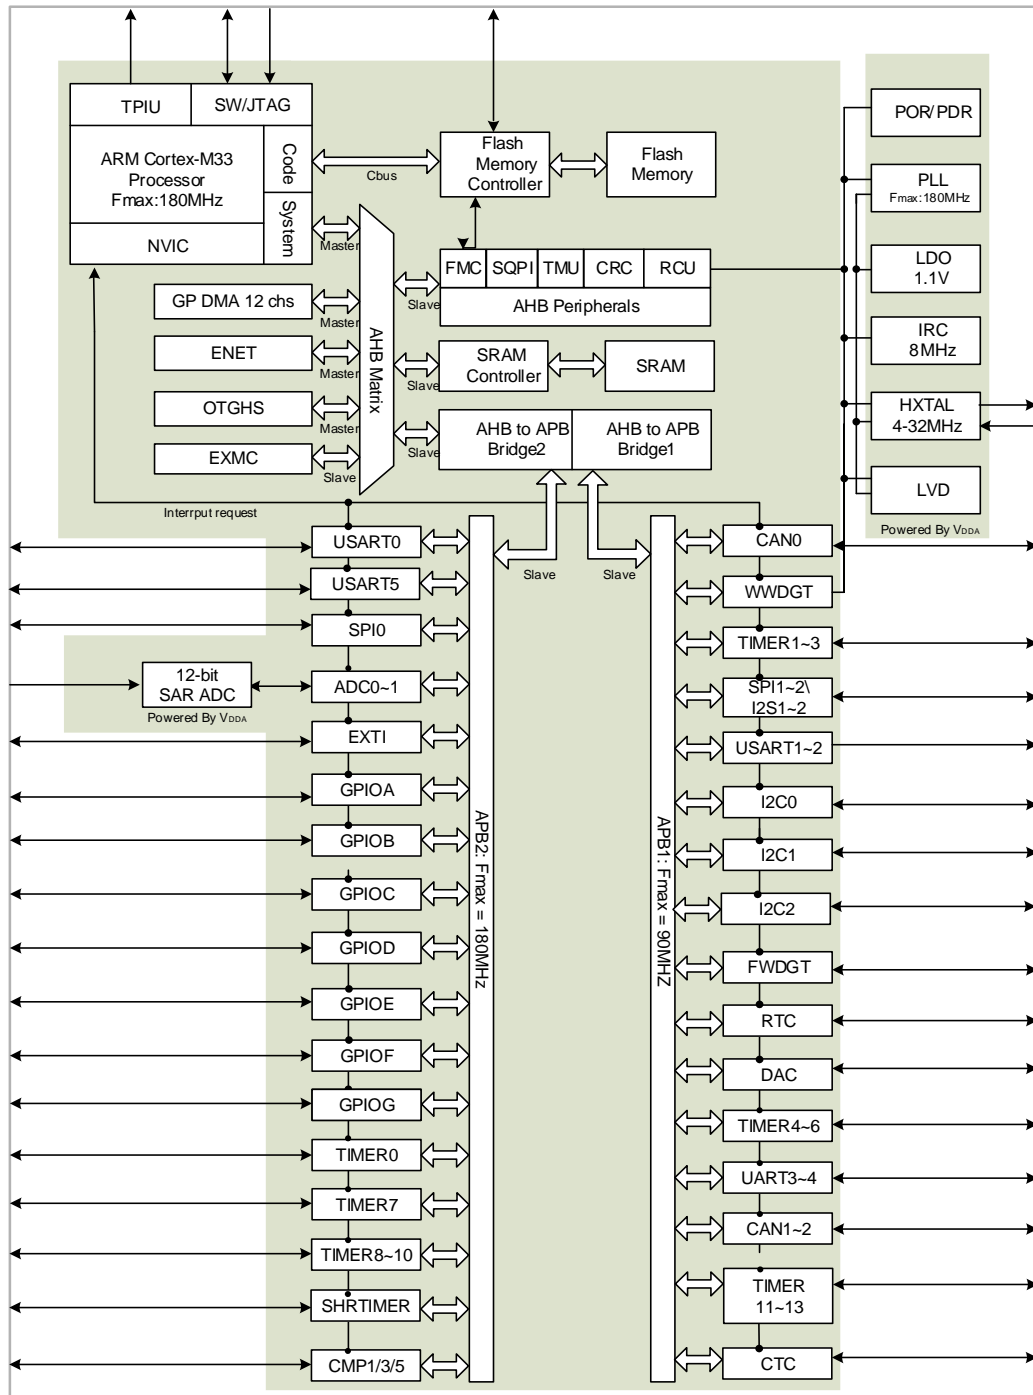 TPIU
SW/JTAG
ARM Cortex-M33
Processor
Fmax:180MHz
Code
System
NVIC
Cbus
Flash
Memory
Controller
Flash
Memory
POR/PDR
PLL
Fmax:180MHz
LDO
1.1V
IRC
8MHz
HXTAL
4-32MHz
LVD
Powered By VDDA
Master
FMC
SQPI
TMU
CRC
RCU
AHB Peripherals
Slave
GP DMA 12 chs
Master
ENET
Master
OTGHS
Master
EXMC
Slave
AHB Matrix
SRAM
Controller
SRAM
Slave
AHB to APB
Bridge2
AHB to APB
Bridge1
Slave
Interrput request
Slave
Slave
USART0
USART5
SPI0
12-bit
SAR ADC
Powered By VDDA
ADC0~1
EXTI
GPIOA
GPIOB
GPIOC
GPIOD
GPIOE
GPIOF
GPIOG
TIMER0
TIMER7
TIMER8~10
SHRTIMER
CMP1/3/5
APB2: Fmax = 180MHz
APB1: Fmax = 90MHZ
CAN0
WWDGT
TIMER1~3
SPI1~2\
I2S1~2
USART1~2
I2C0
I2C1
I2C2
FWDGT
RTC
DAC
TIMER4~6
UART3~4
CAN1~2
TIMER
11~13
CTC